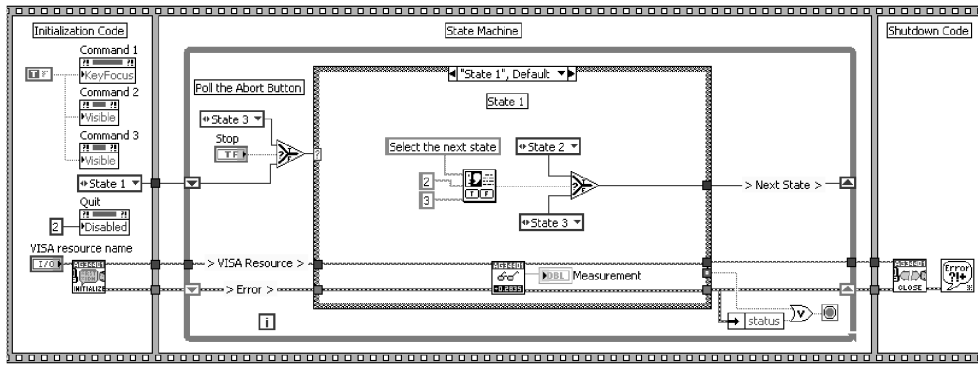 Initialization Code
Command 1
KeyFocus
Command 2
Visible
Command 3
Visible
State 1
Quit
2
Disabled
VISA resource name
I/O
INITIALIZE
State Machine
Poll the Abort Button
State 3
Stop
TF
"State 1", Default
State 1
Select the next state
2
3
T F
State 2
State 3
> Next State >
> VISA Resource >
> Error >
AG34401
DBL
Measurement
status
i
Shutdown Code
AG34401
CLOSE
Error